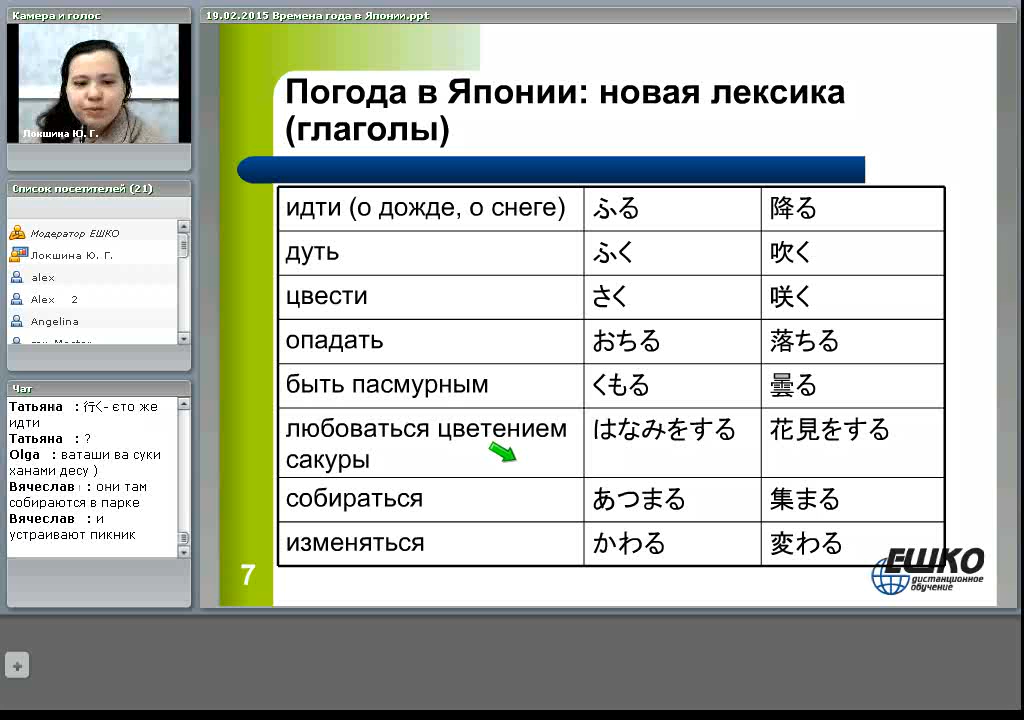 Камера и голос
Локшина Ю. Г.
Список посетителей (21)
Модератор ЕШКО
Локшина Ю. Г.
alex
Alex 2
Angelina
Чат
Татьяна : 行く- єто же
идти
Татьяна : ?
Olga : ваташи ва суки
ханами десу )
Вячеслав : они там
собираются в парке
Вячеслав : и
устраивают пикник
19.02.2015 Времена года в Японии.ppt
Погода в Японии: новая лексика
(глаголы)
идти (о дожде, о снеге) ふる 降る
дуть ふく 吹く
цвести さく 咲く
опадать おちる 落ちる
быть пасмурным くもる 曇る
любоваться цветением はなみをする 花見をする
сакуры
собираться あつまる 集まる
изменяться かわる 変わる
7
ЕШКО
дистанционное
обучение